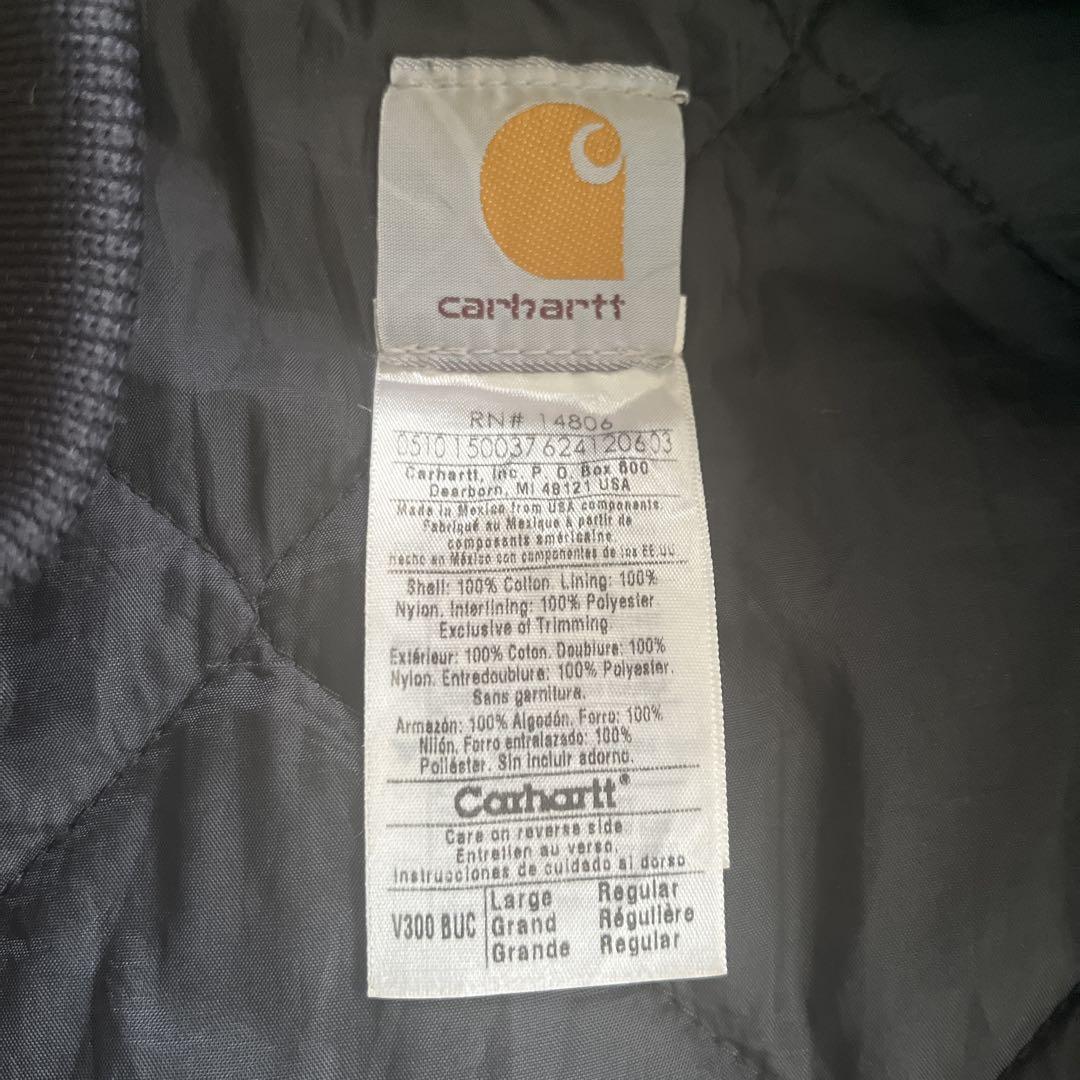 carhartt
RN# 14806
0510150037624120603
Carhartt, Inc. P. O. Box 600
Dearborn, MI 48121 USA
Made in Mexico from USA components.
Fabriqué au Mexique à partir de
composants américaine
Hecho en México con componentes de los EE.UU.
Shell: 100% Cotton. Lining: 100%
Nylon. Interlining: 100% Polyester
Exclusive of Trimming
Extérieur: 100% Coton. Doublure: 100%
Nylon. Entredoublure: 100% Polyester.
Sans garniture.
Armazón: 100% Algodón. Forro: 100%
Nilón. Forro entralazado: 100%
Poliéster. Sin incluir adorno.
Carhartt®
Care on reverse side
Entretien au verso.
Instrucciones de cuidado al dorso
V300 BUC
Large Regular
Grand Régulière
Grande Regular